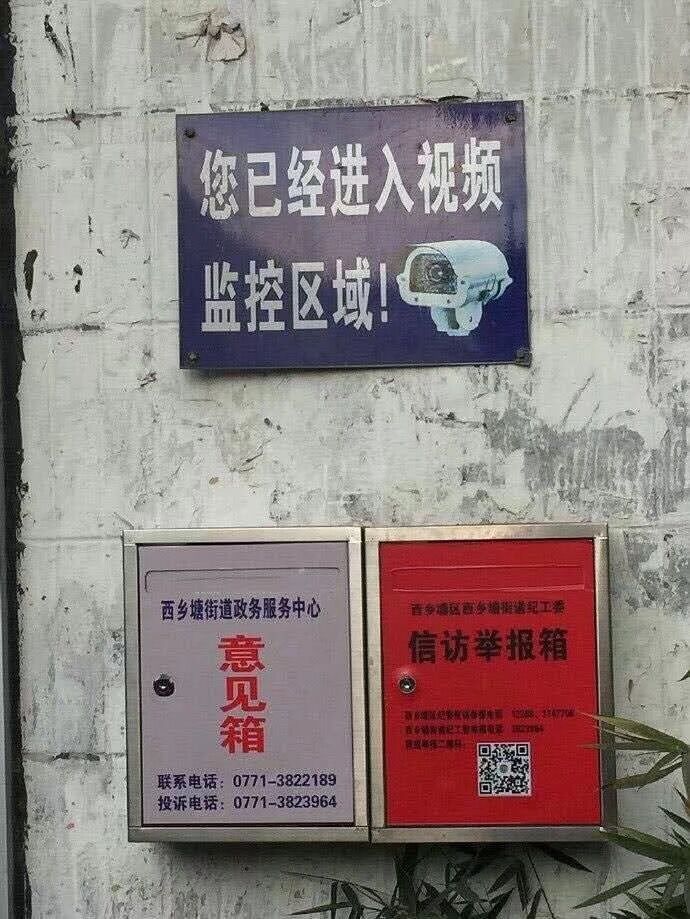 您已经进入视频
监控区域!
西乡塘街道政务服务中心
意见箱
联系电话：0771-3822189
投诉电话：0771-3823964
西乡塘区西乡塘街道纪工委
信访举报箱